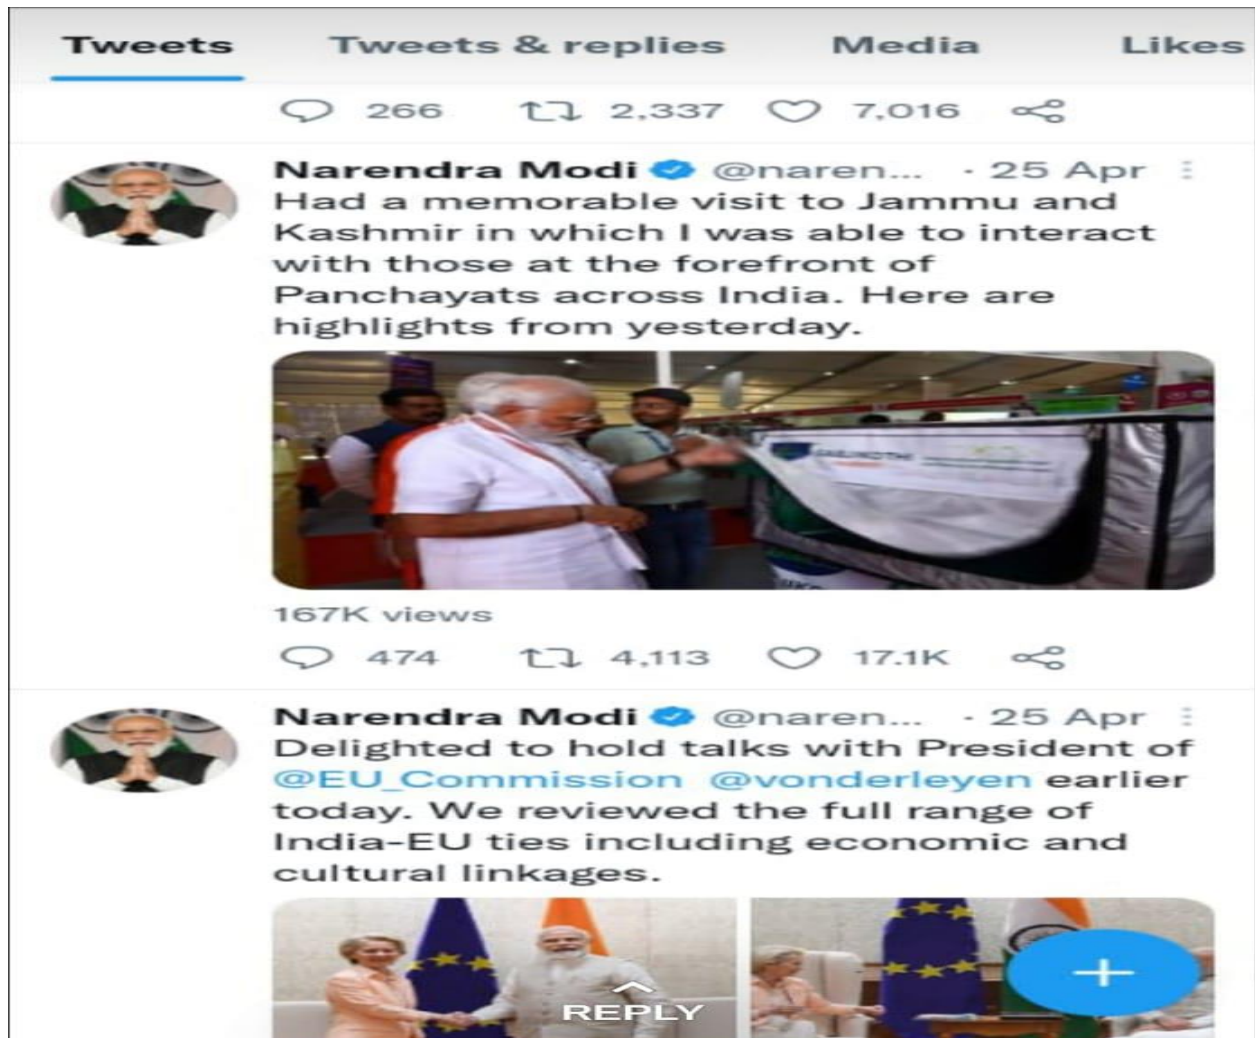 Tweets Tweets & replies Media Likes
266 2,337 7,016
Narendra Modi @naren... · 25 Apr
Had a memorable visit to Jammu and
Kashmir in which I was able to interact
with those at the forefront of
Panchayats across India. Here are
highlights from yesterday.
167K views
474 4,113 17.1K
Narendra Modi @naren... · 25 Apr
Delighted to hold talks with President of
@EU_Commission @vonderleyen earlier
today. We reviewed the full range of
India-EU ties including economic and
cultural linkages.
REPLY